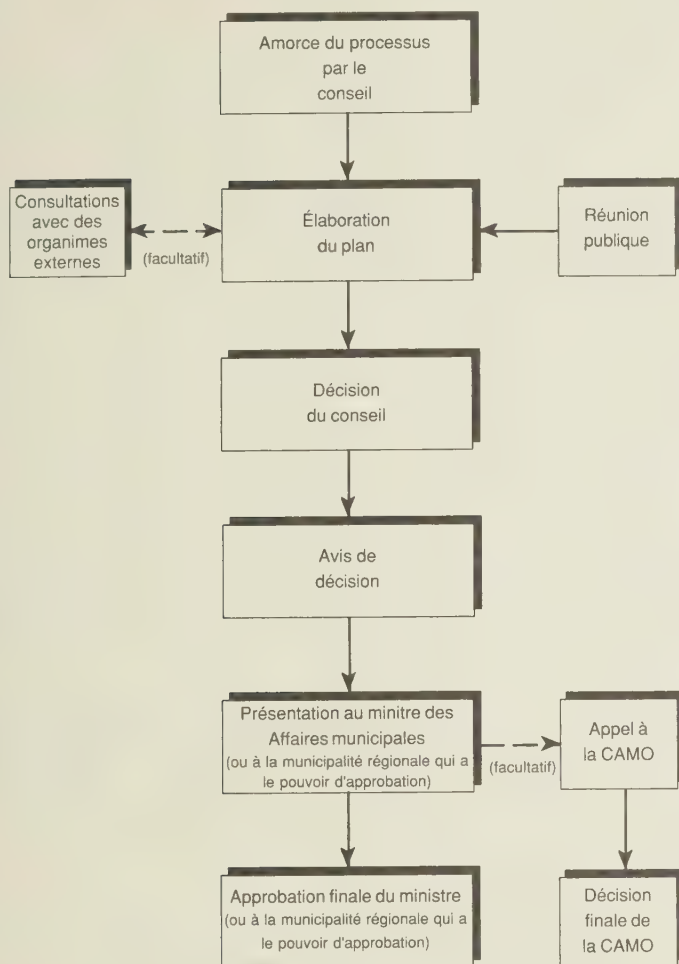 Amorce du processus
par le
conseil
Consultations
avec des
organimes
externes
(facultatif)
Élaboration
du plan
Réunion
publique
Décision
du conseil
Avis de
décision
Présentation au minitre des
Affaires municipales
(ou à la municipalité régionale qui a
le pouvoir d'approbation)
(facultatif)
Appel à
la CAMO
Approbation finale du ministre
(ou à la municipalité régionale qui a
le pouvoir d'approbation)
Décision
finale de
la CAMO